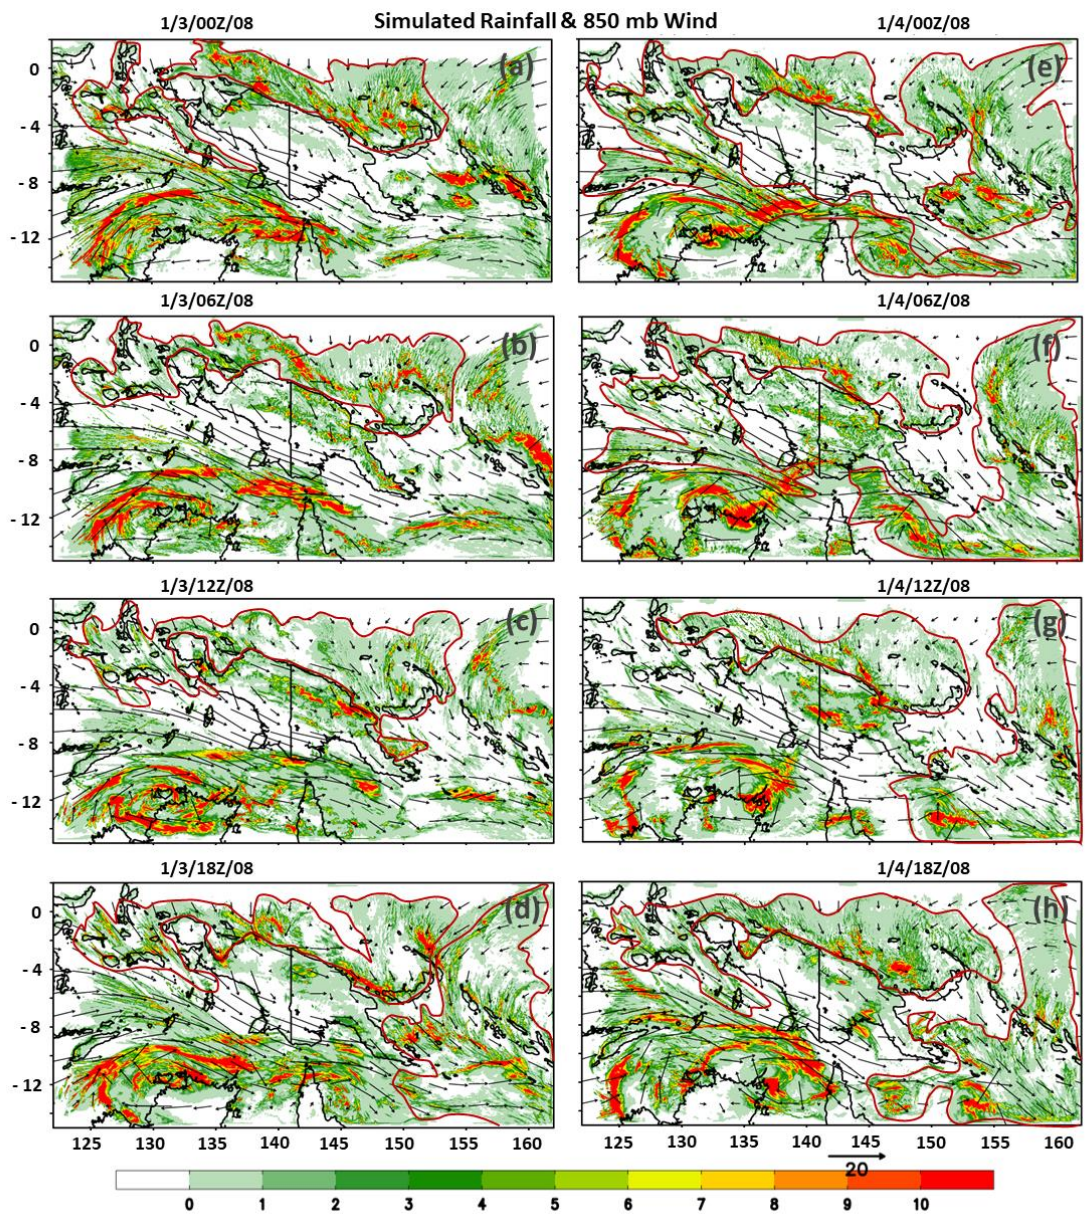 Simulated Rainfall & 850 mb Wind
1/3/00Z/08
1/4/00Z/08
(a)
(e)
0
- 4
- 8
- 12
1/3/06Z/08
1/4/06Z/08
(b)
(f)
0
- 4
- 8
- 12
1/3/12Z/08
1/4/12Z/08
(c)
(g)
0
- 4
- 8
- 12
1/3/18Z/08
1/4/18Z/08
(d)
(h)
0
- 4
- 8
- 12
125 130 135 140 145 150 155 160
125 130 135 140 145 150 155 160
20
0 1 2 3 4 5 6 7 8 9 10